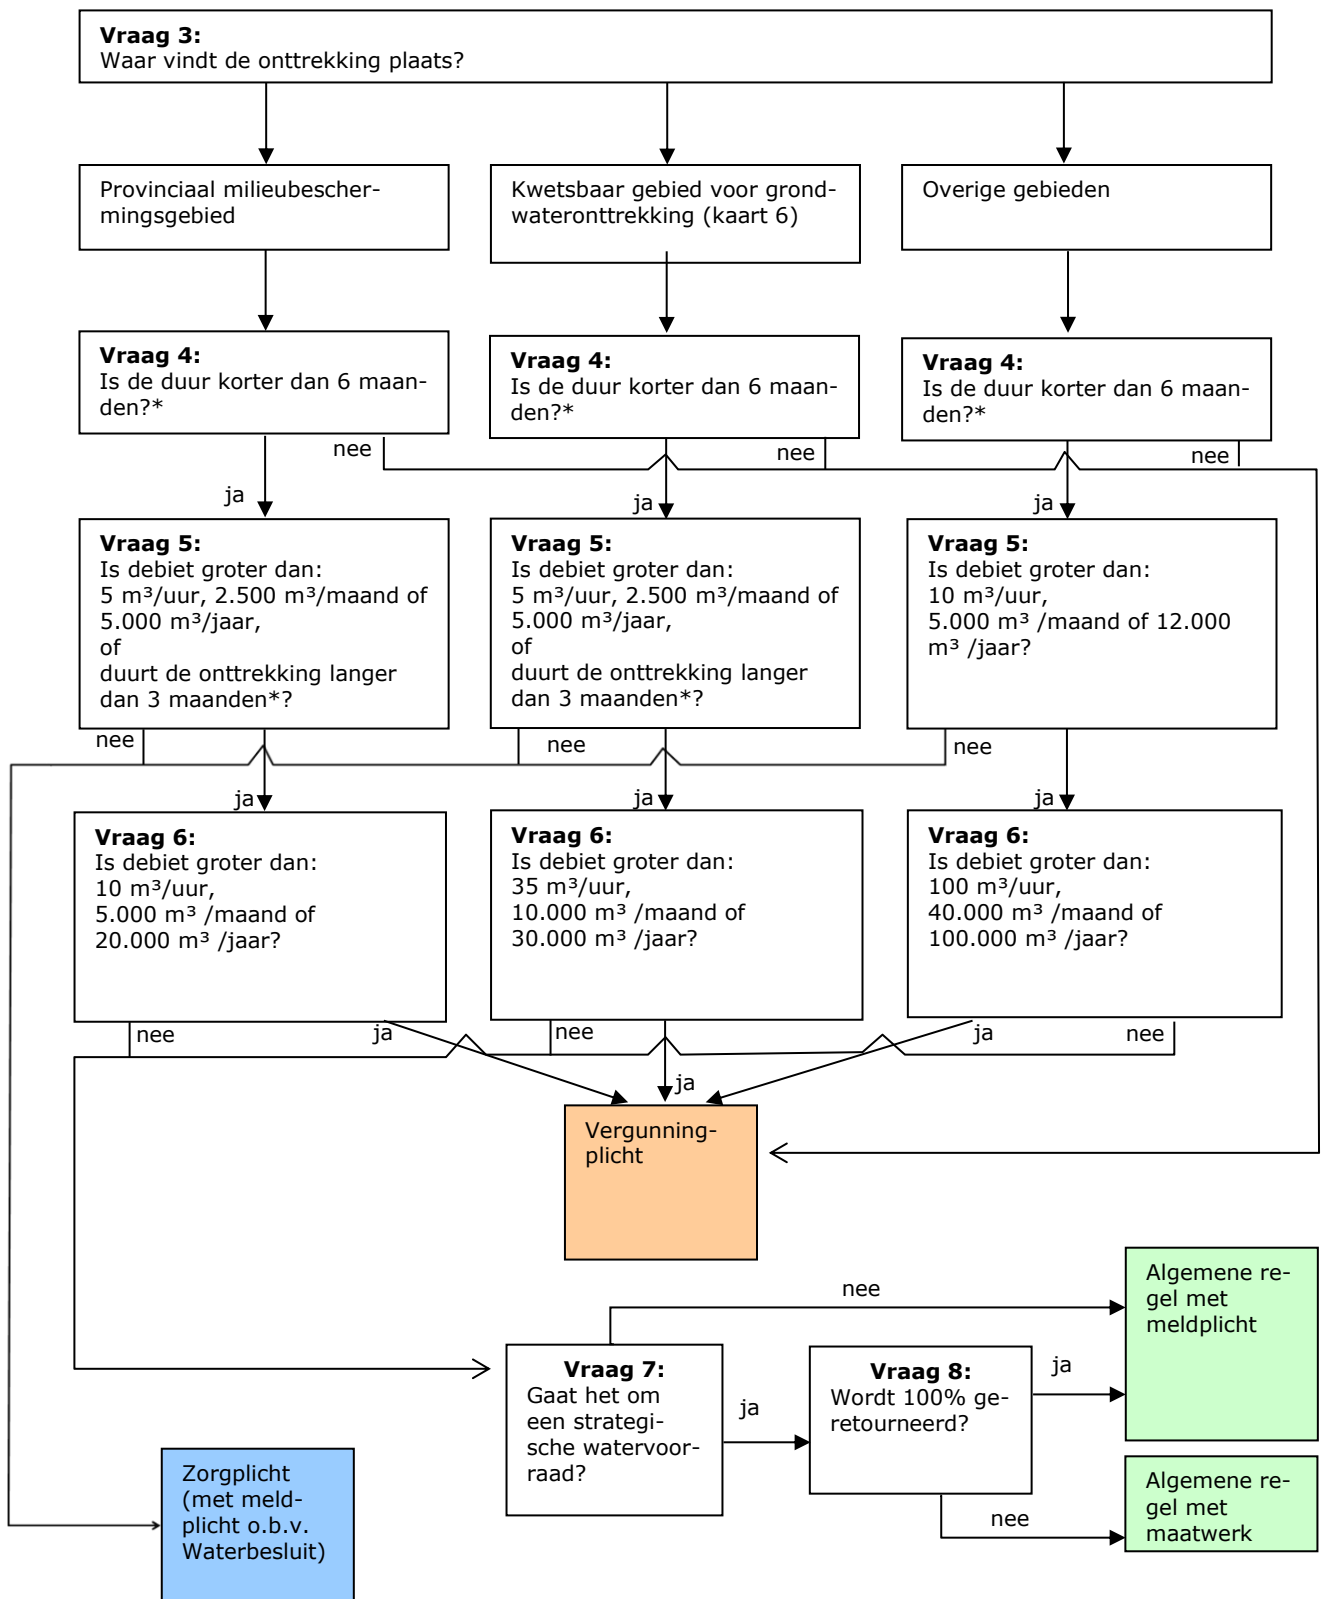 Vraag 3:
Waar vindt de onttrekking plaats?
Provinciaal milieubescher-
mingsgebied
Kwetsbaar gebied voor grond-
wateronttrekking (kaart 6)
Overige gebieden
Vraag 4:
Is de duur korter dan 6 maan-
den?*
Vraag 4:
Is de duur korter dan 6 maan-
den?*
Vraag 4:
Is de duur korter dan 6 maan-
den?*
nee
nee
nee
ja
ja
ja
Vraag 5:
Is debiet groter dan:
5 m³/uur, 2.500 m³/maand of
5.000 m³/jaar,
of
duurt de onttrekking langer
dan 3 maanden*?
Vraag 5:
Is debiet groter dan:
5 m³/uur, 2.500 m³/maand of
5.000 m³/jaar,
of
duurt de onttrekking langer
dan 3 maanden*?
Vraag 5:
Is debiet groter dan:
10 m³/uur,
5.000 m³ /maand of 12.000
m³ /jaar?
nee
nee
nee
ja
ja
ja
Vraag 6:
Is debiet groter dan:
10 m³/uur,
5.000 m³ /maand of
20.000 m³ /jaar?
Vraag 6:
Is debiet groter dan:
35 m³/uur,
10.000 m³ /maand of
30.000 m³ /jaar?
Vraag 6:
Is debiet groter dan:
100 m³/uur,
40.000 m³ /maand of
100.000 m³ /jaar?
nee
ja
nee
ja
ja
nee
Vergunning-
plicht
nee
Algemene re-
gel met
meldplicht
Vraag 7:
Gaat het om
een strategi-
sche watervoor-
raad?
ja
Vraag 8:
Wordt 100% ge-
retourneerd?
ja
nee
Algemene re-
gel met
maatwerk
Zorgplicht
(met meld-
plicht o.b.v.
Waterbesluit)